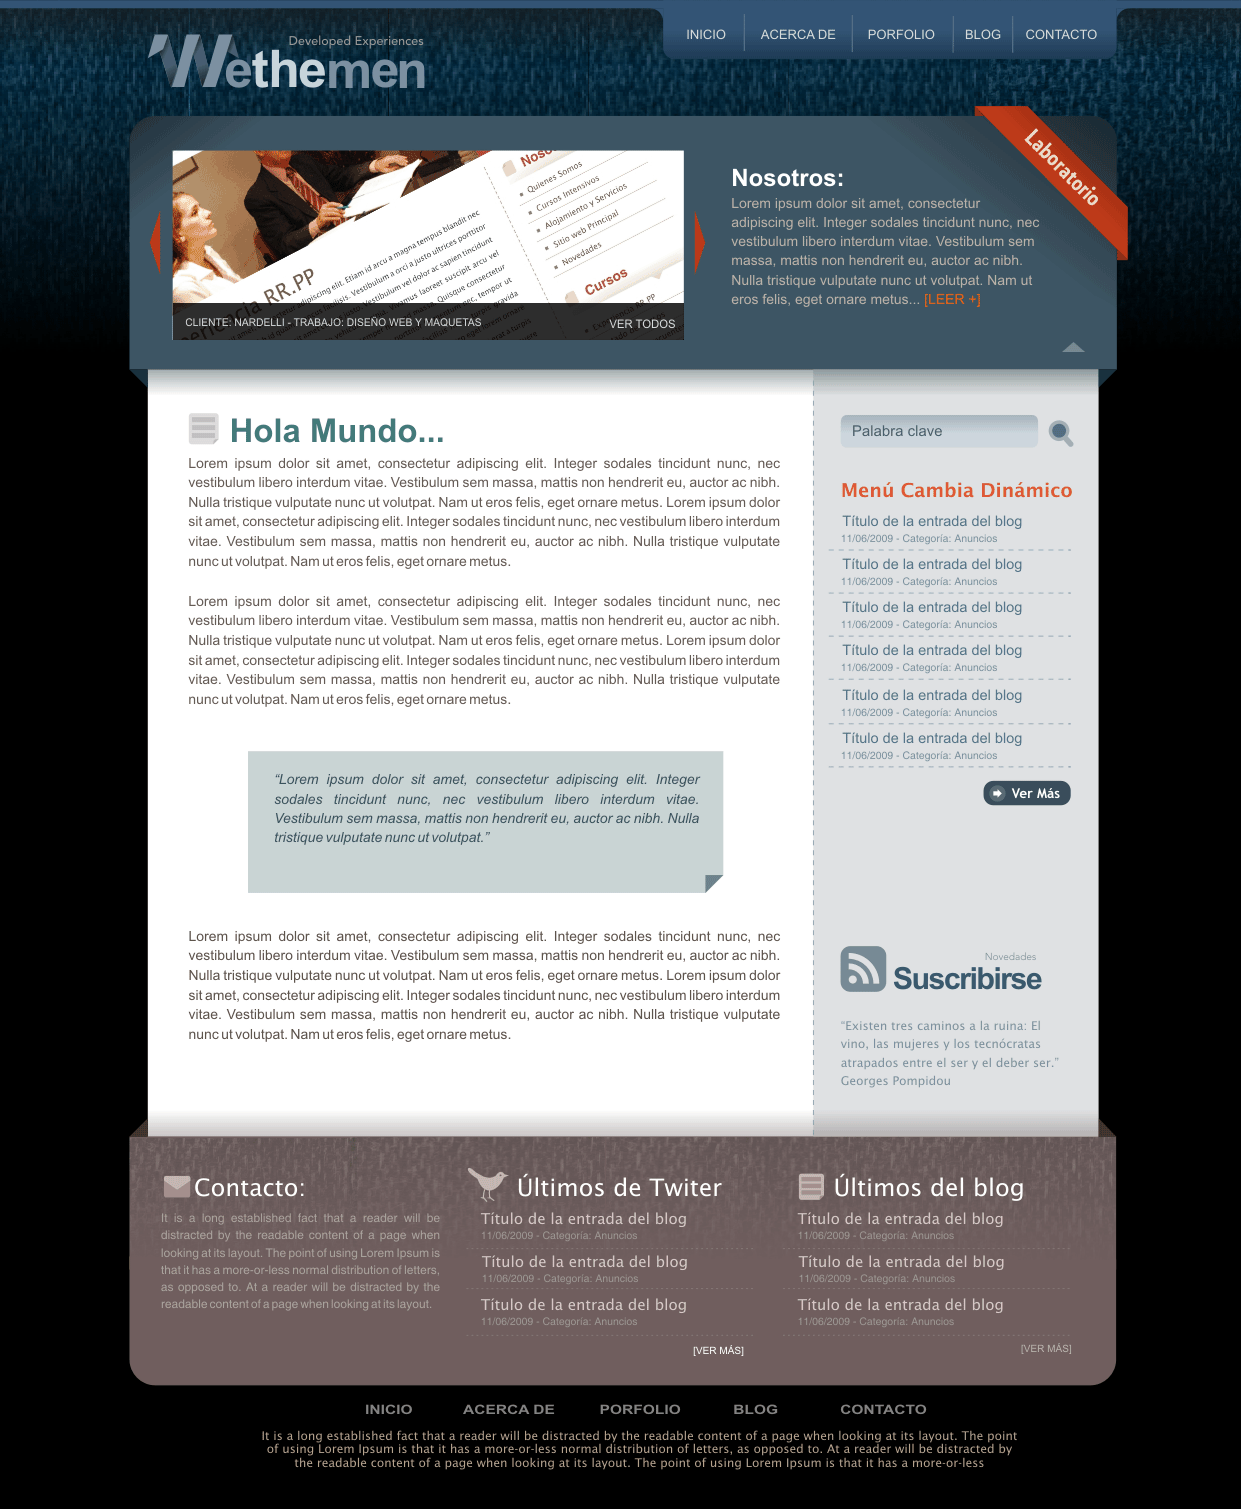 Developed Experiences
Wethemen
INICIO
ACERCA DE
PORFOLIO
BLOG
CONTACTO
Laboratorio
Quienes Somos
Cursos Intensivos
Alojamiento y Servicios
Sitio web Principal
Novedades
Cursos
RR.PP
CLIENTE: NARDELLI - TRABAJO: DISEÑO WEB Y MAQUETAS
VER TODOS
Nosotros:
Lorem ipsum dolor sit amet, consectetur
adipiscing elit. Integer sodales tincidunt nunc, nec
vestibulum libero interdum vitae. Vestibulum sem
massa, mattis non hendrerit eu, auctor ac nibh.
Nulla tristique vulputate nunc ut volutpat. Nam ut
eros felis, eget ornare metus... [LEER +]
Hola Mundo...
Lorem ipsum dolor sit amet, consectetur adipiscing elit. Integer sodales tincidunt nunc, nec
vestibulum libero interdum vitae. Vestibulum sem massa, mattis non hendrerit eu, auctor ac nibh.
Nulla tristique vulputate nunc ut volutpat. Nam ut eros felis, eget ornare metus. Lorem ipsum dolor
sit amet, consectetur adipiscing elit. Integer sodales tincidunt nunc, nec vestibulum libero interdum
vitae. Vestibulum sem massa, mattis non hendrerit eu, auctor ac nibh. Nulla tristique vulputate
nunc ut volutpat. Nam ut eros felis, eget ornare metus.
Lorem ipsum dolor sit amet, consectetur adipiscing elit. Integer sodales tincidunt nunc, nec
vestibulum libero interdum vitae. Vestibulum sem massa, mattis non hendrerit eu, auctor ac nibh.
Nulla tristique vulputate nunc ut volutpat. Nam ut eros felis, eget ornare metus. Lorem ipsum dolor
sit amet, consectetur adipiscing elit. Integer sodales tincidunt nunc, nec vestibulum libero interdum
vitae. Vestibulum sem massa, mattis non hendrerit eu, auctor ac nibh. Nulla tristique vulputate
nunc ut volutpat. Nam ut eros felis, eget ornare metus.
“Lorem ipsum dolor sit amet, consectetur adipiscing elit. Integer
sodales tincidunt nunc, nec vestibulum libero interdum vitae.
Vestibulum sem massa, mattis non hendrerit eu, auctor ac nibh. Nulla
tristique vulputate nunc ut volutpat.”
Lorem ipsum dolor sit amet, consectetur adipiscing elit. Integer sodales tincidunt nunc, nec
vestibulum libero interdum vitae. Vestibulum sem massa, mattis non hendrerit eu, auctor ac nibh.
Nulla tristique vulputate nunc ut volutpat. Nam ut eros felis, eget ornare metus. Lorem ipsum dolor
sit amet, consectetur adipiscing elit. Integer sodales tincidunt nunc, nec vestibulum libero interdum
vitae. Vestibulum sem massa, mattis non hendrerit eu, auctor ac nibh. Nulla tristique vulputate
nunc ut volutpat. Nam ut eros felis, eget ornare metus.
Palabra clave
Menú Cambia Dinámico
Título de la entrada del blog
11/06/2009 - Categoría: Anuncios
Título de la entrada del blog
11/06/2009 - Categoría: Anuncios
Título de la entrada del blog
11/06/2009 - Categoría: Anuncios
Título de la entrada del blog
11/06/2009 - Categoría: Anuncios
Título de la entrada del blog
11/06/2009 - Categoría: Anuncios
Título de la entrada del blog
11/06/2009 - Categoría: Anuncios
Ver Más
Novedades
Suscribirse
“Existen tres caminos a la ruina: El
vino, las mujeres y los tecnócratas
atrapados entre el ser y el deber ser.”
Georges Pompidou
Contacto:
It is a long established fact that a reader will be
distracted by the readable content of a page when
looking at its layout. The point of using Lorem Ipsum is
that it has a more-or-less normal distribution of letters,
as opposed to. At a reader will be distracted by the
readable content of a page when looking at its layout.
Últimos de Twiter
Título de la entrada del blog
11/06/2009 - Categoría: Anuncios
Título de la entrada del blog
11/06/2009 - Categoría: Anuncios
Título de la entrada del blog
11/06/2009 - Categoría: Anuncios
[VER MÁS]
Últimos del blog
Título de la entrada del blog
11/06/2009 - Categoría: Anuncios
Título de la entrada del blog
11/06/2009 - Categoría: Anuncios
Título de la entrada del blog
11/06/2009 - Categoría: Anuncios
[VER MÁS]
INICIO
ACERCA DE
PORFOLIO
BLOG
CONTACTO
It is a long established fact that a reader will be distracted by the readable content of a page when looking at its layout. The point
of using Lorem Ipsum is that it has a more-or-less normal distribution of letters, as opposed to. At a reader will be distracted by
the readable content of a page when looking at its layout. The point of using Lorem Ipsum is that it has a more-or-less